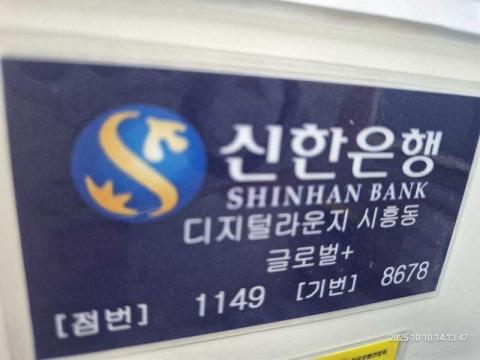 신한은행
SHINHAN BANK
디지털라운지 시흥동
글로벌+
[점번] 1149 [기번] 8678
2025-10-10 14:13:47